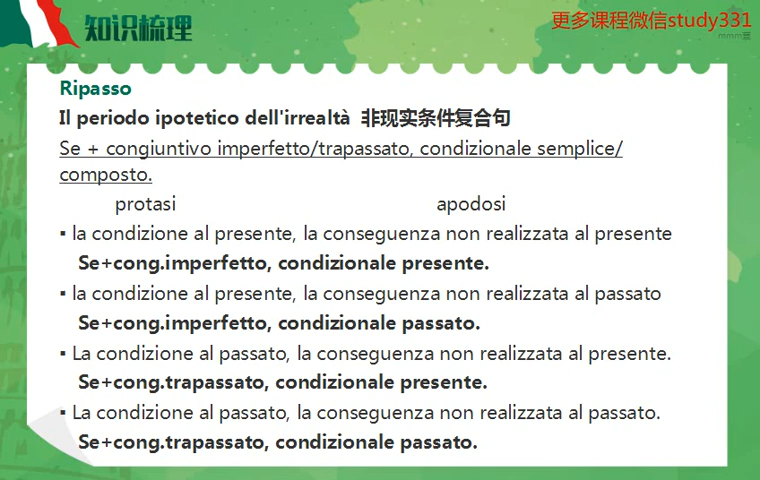 知识梳理
更多课程微信study331
Ripasso
Il periodo ipotetico dell'irrealtà 非现实条件复合句
Se + congiuntivo imperfetto/trapassato, condizionale semplice/
composto.
protasi apodosi
▪ la condizione al presente, la conseguenza non realizzata al presente
Se+cong.imperfetto, condizionale presente.
▪ la condizione al presente, la conseguenza non realizzata al passato
Se+cong.imperfetto, condizionale passato.
▪ La condizione al passato, la conseguenza non realizzata al presente.
Se+cong.trapassato, condizionale presente.
▪ La condizione al passato, la conseguenza non realizzata al passato.
Se+cong.trapassato, condizionale passato.